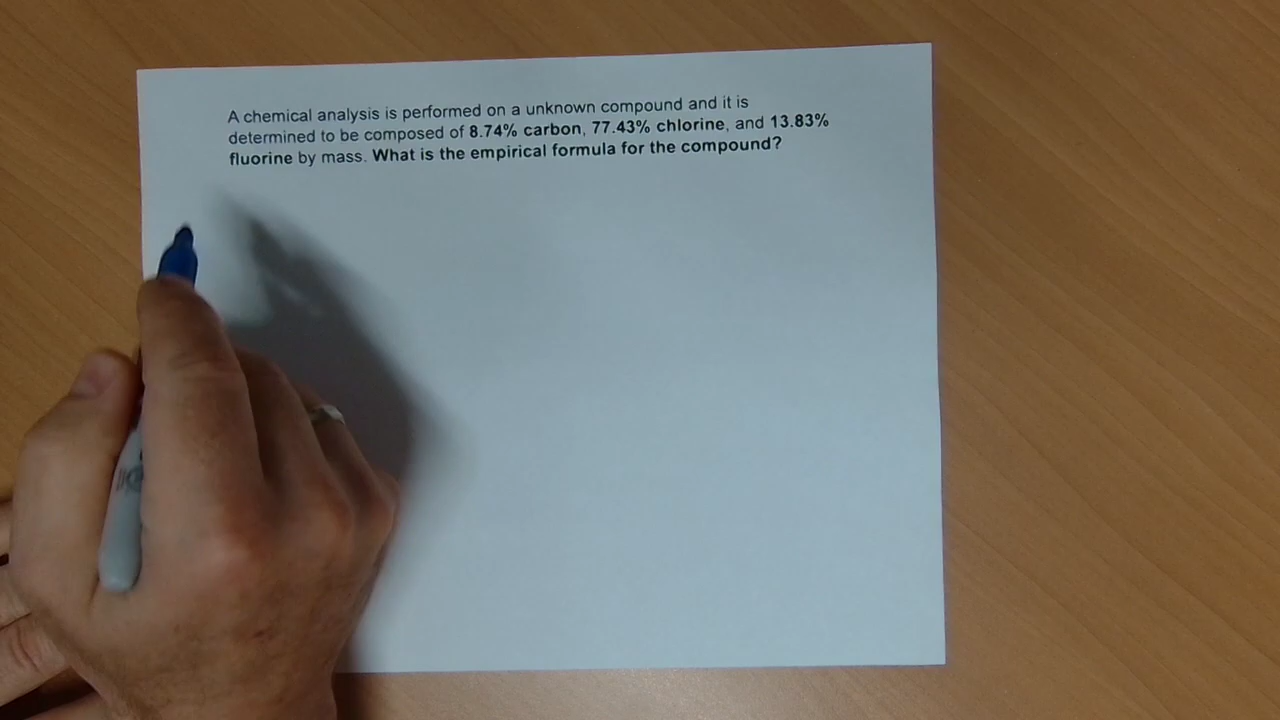 A chemical analysis is performed on a unknown compound and it is
determined to be composed of 8.74% carbon, 77.43% chlorine, and 13.83%
fluorine by mass. What is the empirical formula for the compound?